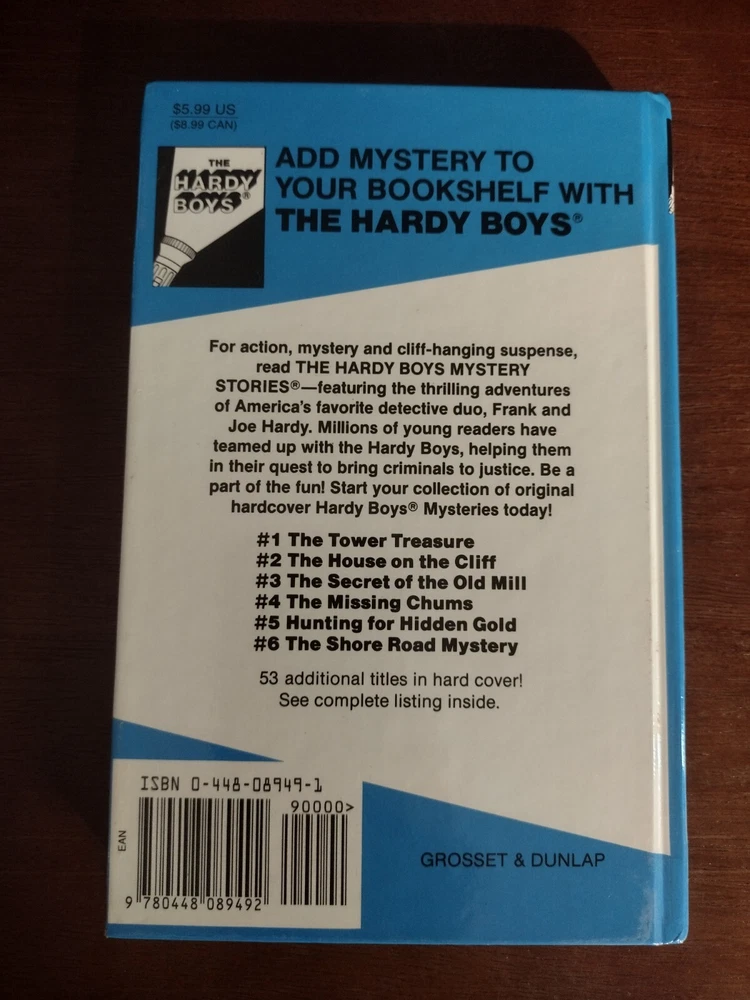 $5.99 US
($8.99 CAN)
THE
HARDY
BOYS®
ADD MYSTERY TO
YOUR BOOKSHELF WITH
THE HARDY BOYS®
For action, mystery and cliff-hanging suspense,
read THE HARDY BOYS MYSTERY
STORIES®—featuring the thrilling adventures
of America's favorite detective duo, Frank and
Joe Hardy. Millions of young readers have
teamed up with the Hardy Boys, helping them
in their quest to bring criminals to justice. Be a
part of the fun! Start your collection of original
hardcover Hardy Boys® Mysteries today!
#1 The Tower Treasure
#2 The House on the Cliff
#3 The Secret of the Old Mill
#4 The Missing Chums
#5 Hunting for Hidden Gold
#6 The Shore Road Mystery
53 additional titles in hard cover!
See complete listing inside.
ISBN 0-448-08949-1
90000>
EAN
9 780448 089492
GROSSET & DUNLAP